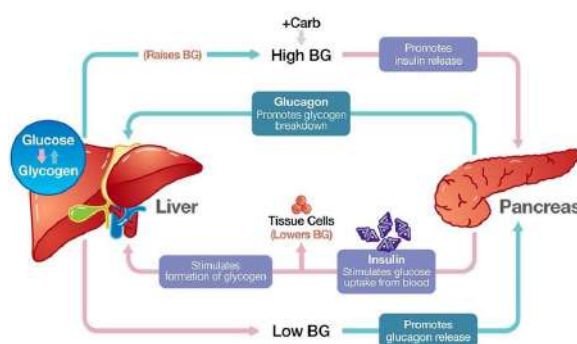 +Carb
(Raises BG)
High BG
Promotes
insulin release
Glucagon
Promotes glycogen
breakdown
Glucose
Glycogen
Liver
Tissue Cells
(Lowers BG)
Pancreas
Stimulates
formation of glycogen
Insulin
Stimulates glucose
uptake from blood
Low BG
Promotes
glucagon release